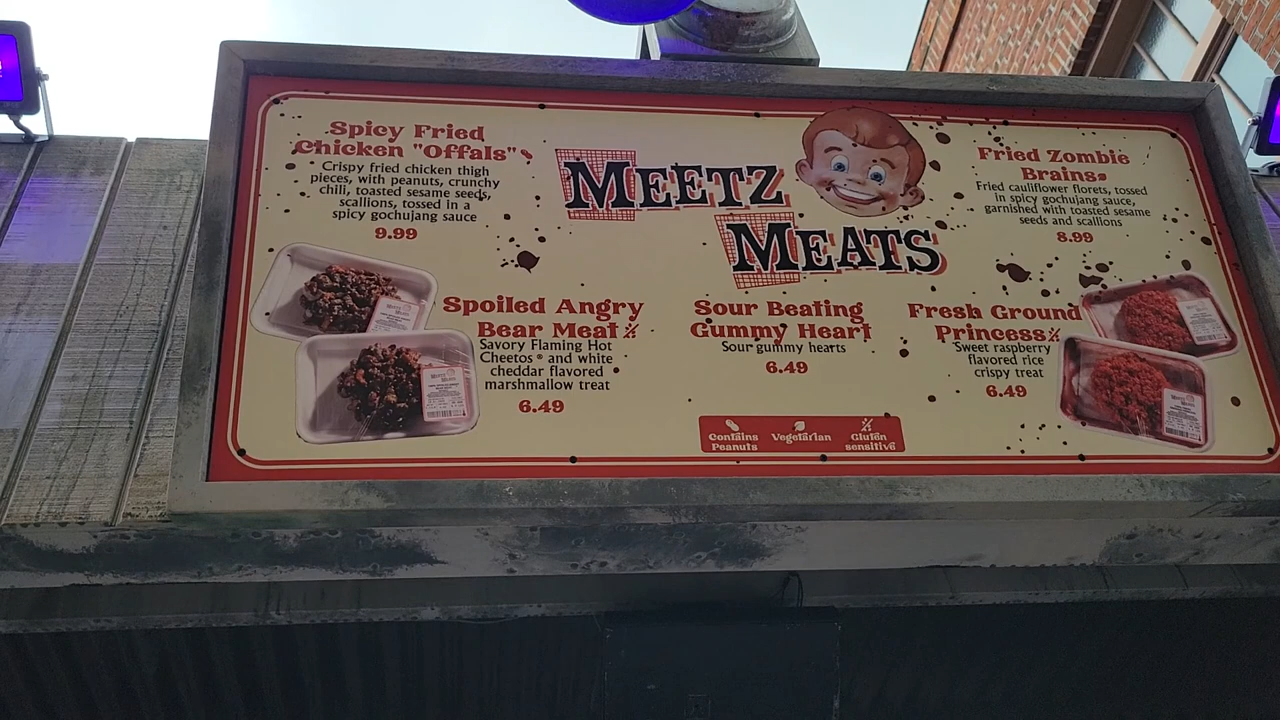 Spicy Fried
Chicken "Offals"
Crispy fried chicken thigh
pieces, with peanuts, crunchy
chili, toasted sesame seeds,
scallions, tossed in a
spicy gochujang sauce
9.99
MEETZ
MEATS
Fried Zombie
Brains
Fried cauliflower florets, tossed
in spicy gochujang sauce,
garnished with toasted sesame
seeds and scallions
8.99
Spoiled Angry
Bear Meat
Savory Flaming Hot
Cheetos® and white
cheddar flavored
marshmallow treat
6.49
Sour Beating
Gummy Heart
Sour gummy hearts
6.49
Fresh Ground
Princess
Sweet raspberry
flavored rice
crispy treat
6.49
Contains
Peanuts
Vegetarian
Gluten
sensitive